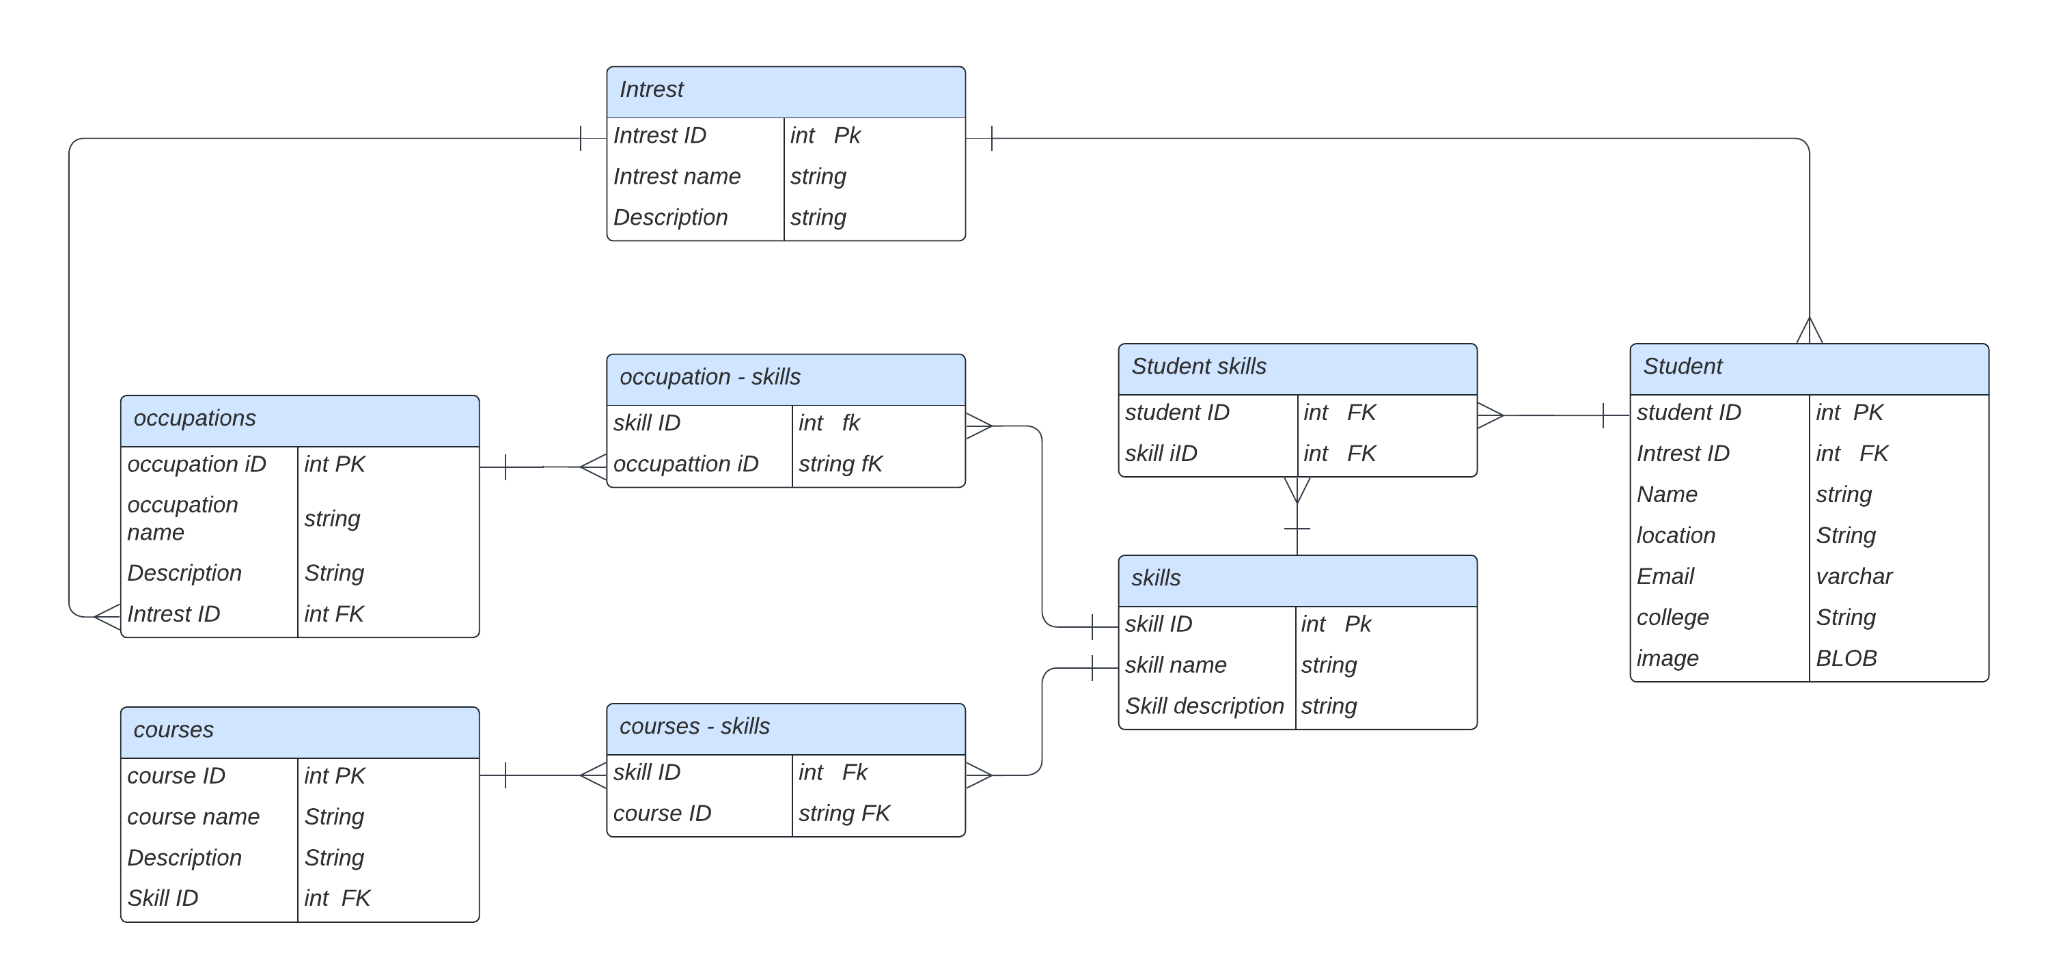 Intrest
Intrest ID int Pk
Intrest name string
Description string
occupation - skills
skill ID int fk
occupattion iD string fK
Student skills
student ID int FK
skill iID int FK
Student
student ID int PK
Intrest ID int FK
Name string
location String
Email varchar
college String
image BLOB
occupations
occupation iD int PK
occupation
name string
Description String
Intrest ID int FK
skills
skill ID int Pk
skill name string
Skill description string
courses
course ID int PK
course name String
Description String
Skill ID int FK
courses - skills
skill ID int Fk
course ID string FK